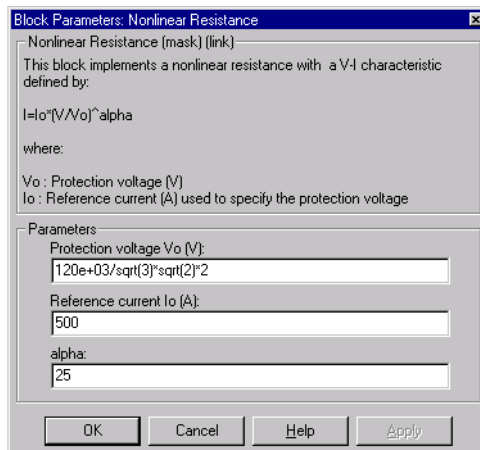 Block Parameters: Nonlinear Resistance
Nonlinear Resistance (mask) (link)
This block implements a nonlinear resistance with a V-I characteristic
defined by:
I=Io*(V/Vo)^alpha
where:
Vo : Protection voltage (V)
Io : Reference current (A) used to specify the protection voltage
Parameters
Protection voltage Vo (V):
120e+03/sqrt(3)*sqrt(2)*2
Reference current Io (A):
500
alpha:
25
OK Cancel Help Apply